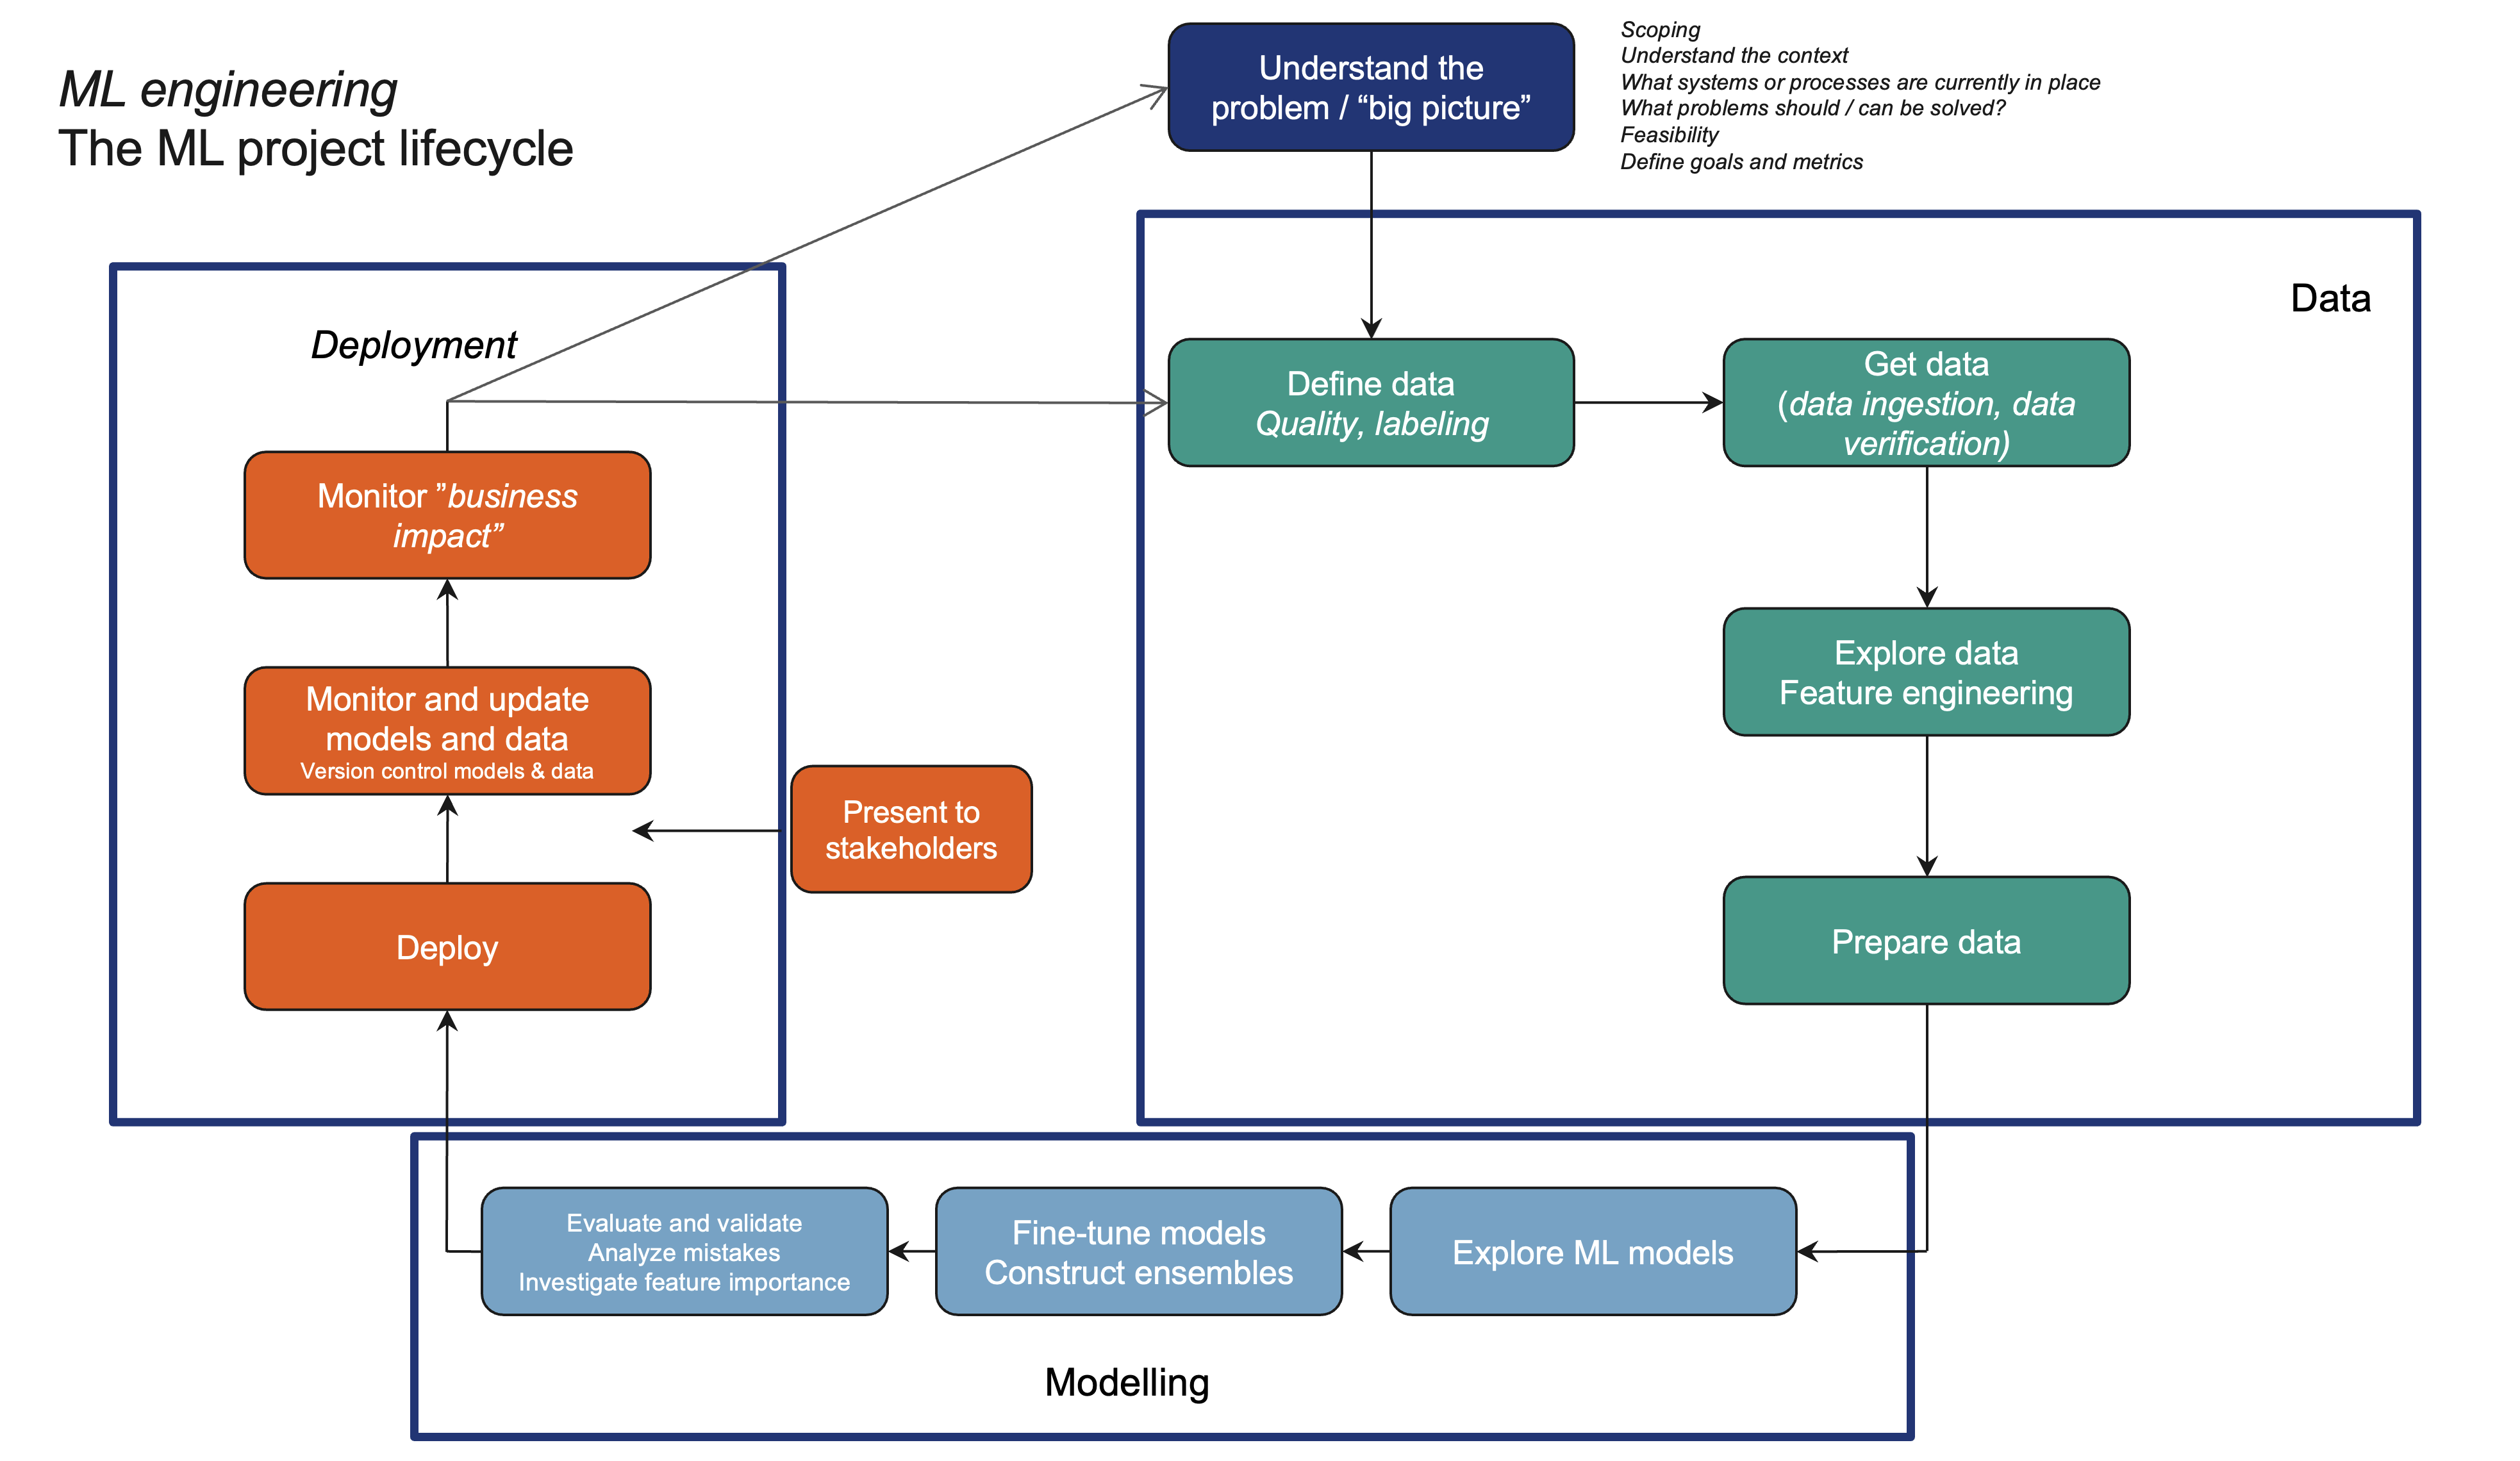 ML engineering
The ML project lifecycle
Understand the
problem / “big picture”
Scoping
Understand the context
What systems or processes are currently in place
What problems should / can be solved?
Feasibility
Define goals and metrics
Data
Define data
Quality, labeling
Get data
(data ingestion, data
verification)
Explore data
Feature engineering
Prepare data
Modelling
Explore ML models
Fine-tune models
Construct ensembles
Evaluate and validate
Analyze mistakes
Investigate feature importance
Deployment
Deploy
Present to
stakeholders
Monitor and update
models and data
Version control models & data
Monitor ”business
impact”